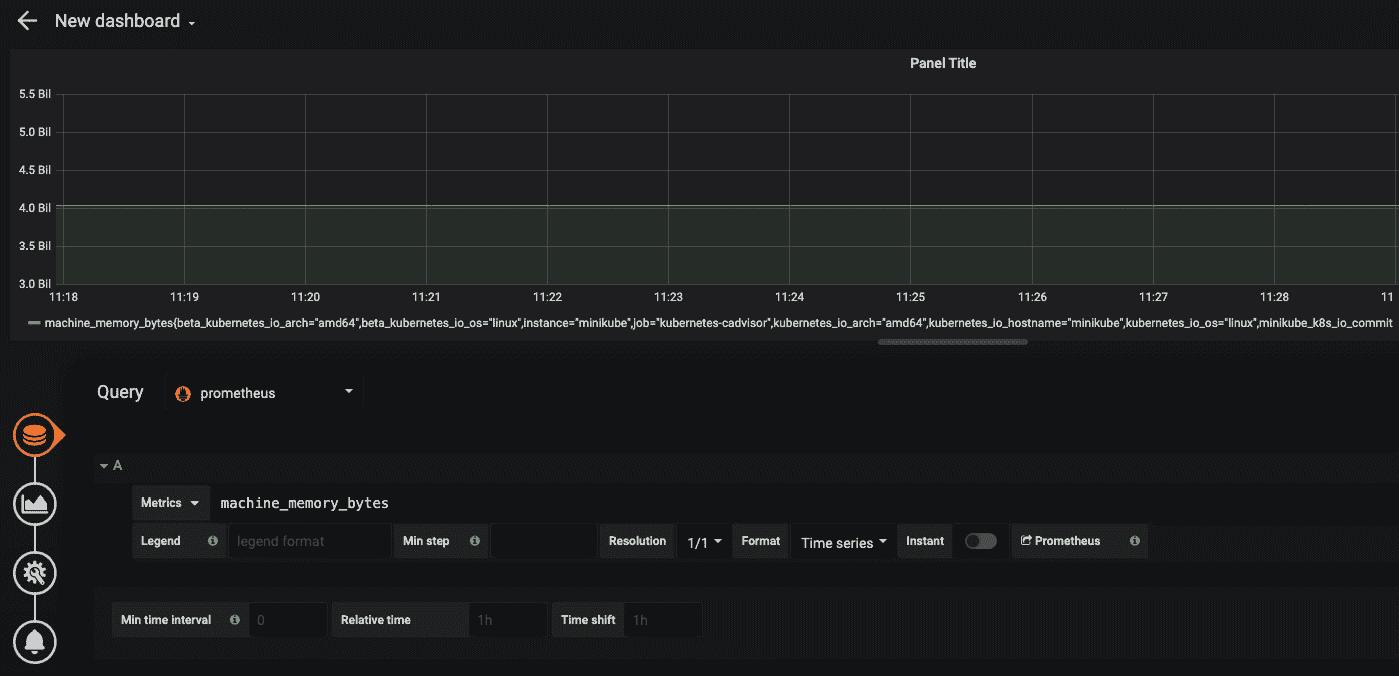 New dashboard
Panel Title
5.5 Bil
5.0 Bil
4.5 Bil
4.0 Bil
3.5 Bil
3.0 Bil
11:18 11:19 11:20 11:21 11:22 11:23 11:24 11:25 11:26 11:27 11:28 11
machine_memory_bytes{beta_kubernetes_io_arch="amd64",beta_kubernetes_io_os="linux",instance="minikube",job="kubernetes-cadvisor",kubernetes_io_arch="amd64",kubernetes_io_hostname="minikube",kubernetes_io_os="linux",minikube_k8s_io_commit
Query prometheus
A
Metrics machine_memory_bytes
Legend legend format Min step Resolution 1/1 Format Time series Instant Prometheus
Min time interval 0 Relative time 1h Time shift 1h